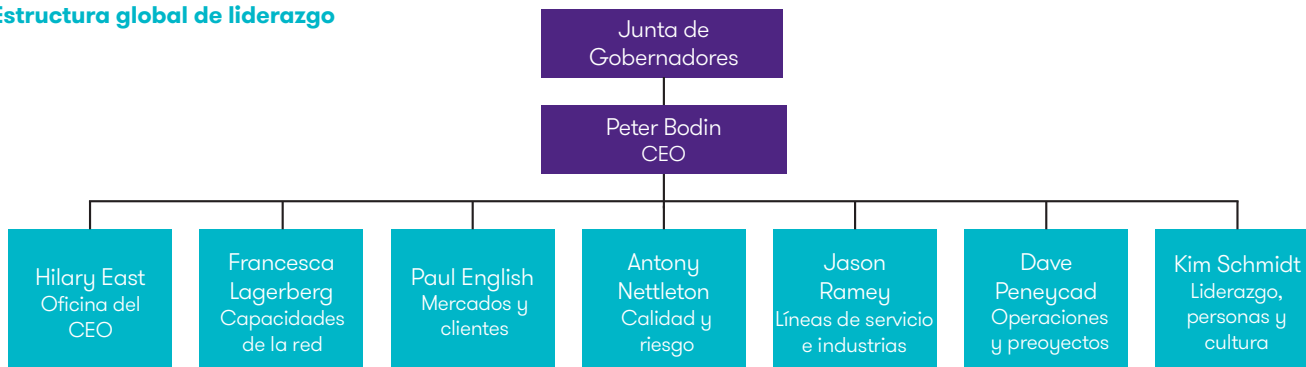 Estructura global de liderazgo
Junta de
Gobernadores
Peter Bodin
CEO
Hilary East
Oficina del
CEO
Francesca
Lagerberg
Capacidades
de la red
Paul English
Mercados y
clientes
Antony
Nettleton
Calidad y
riesgo
Jason
Ramey
Líneas de servicio
e industrias
Dave
Peneycad
Operaciones
y preoyectos
Kim Schmidt
Liderazgo,
personas y
cultura